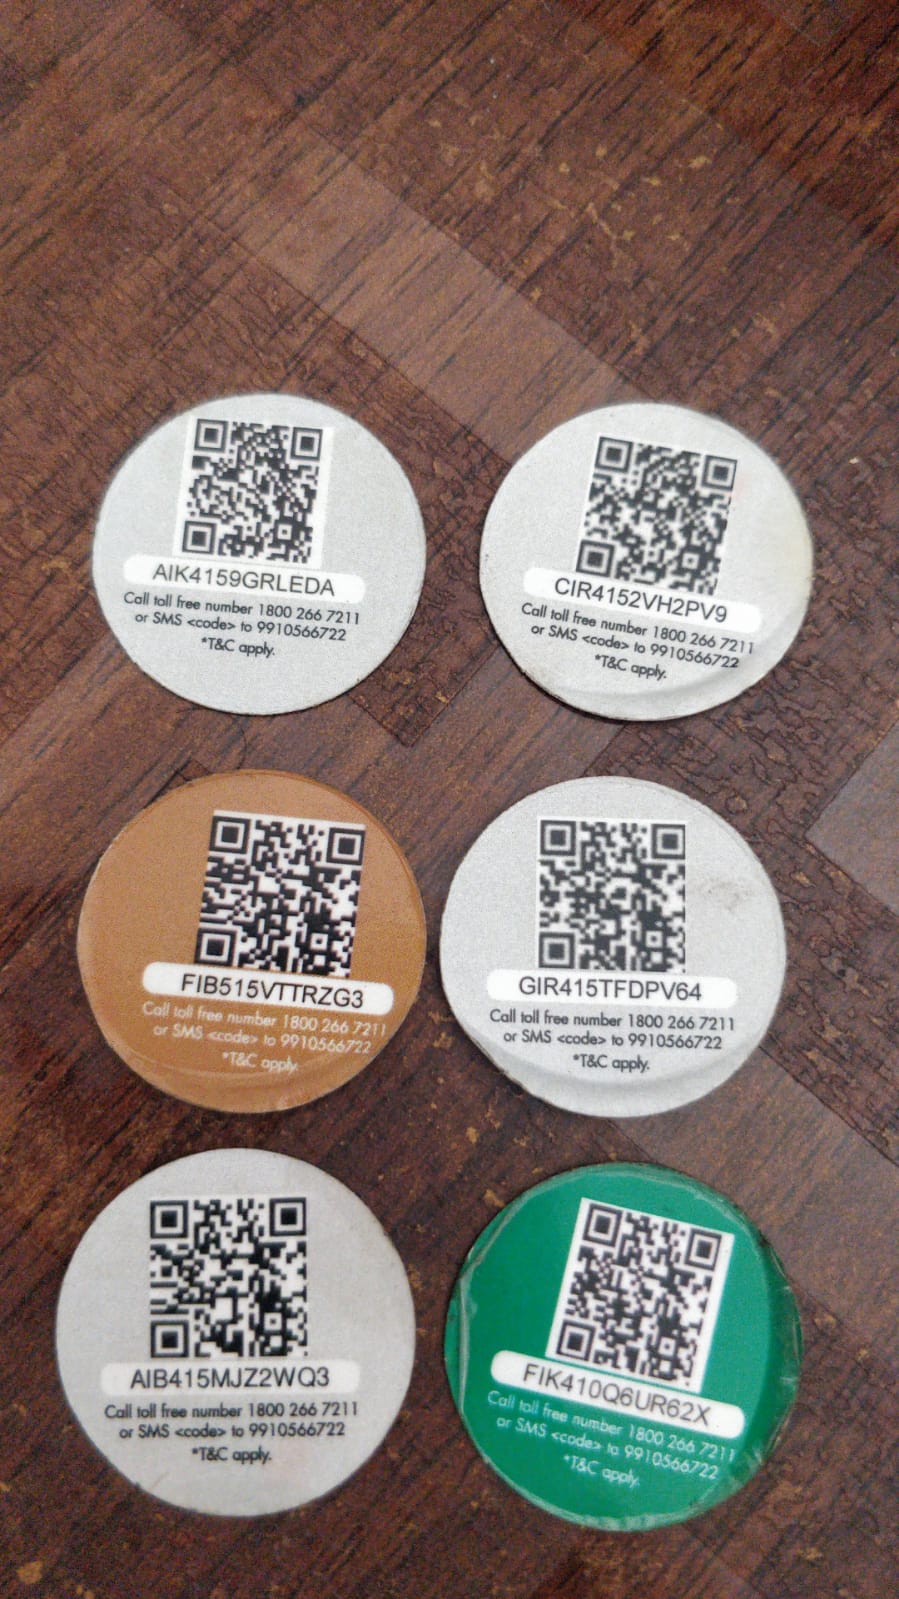 AIK4159GRLEDA
Call toll free number 1800 266 7211
or SMS <code> to 9910566722
*T&C apply.
CIR4152VH2PV9
Call toll free number 1800 266 7211
or SMS <code> to 9910566722
*T&C apply.
FIB515VTTRZG3
Call toll free number 1800 266 7211
or SMS <code> to 9910566722
*T&C apply.
GIR415TFDPV64
Call toll free number 1800 266 7211
or SMS <code> to 9910566722
*T&C apply.
AIB415MJZ2WQ3
Call toll free number 1800 266 7211
or SMS <code> to 9910566722
*T&C apply.
FIK410Q6UR62X
Call toll free number 1800 266 7211
or SMS <code> to 9910566722
*T&C apply.